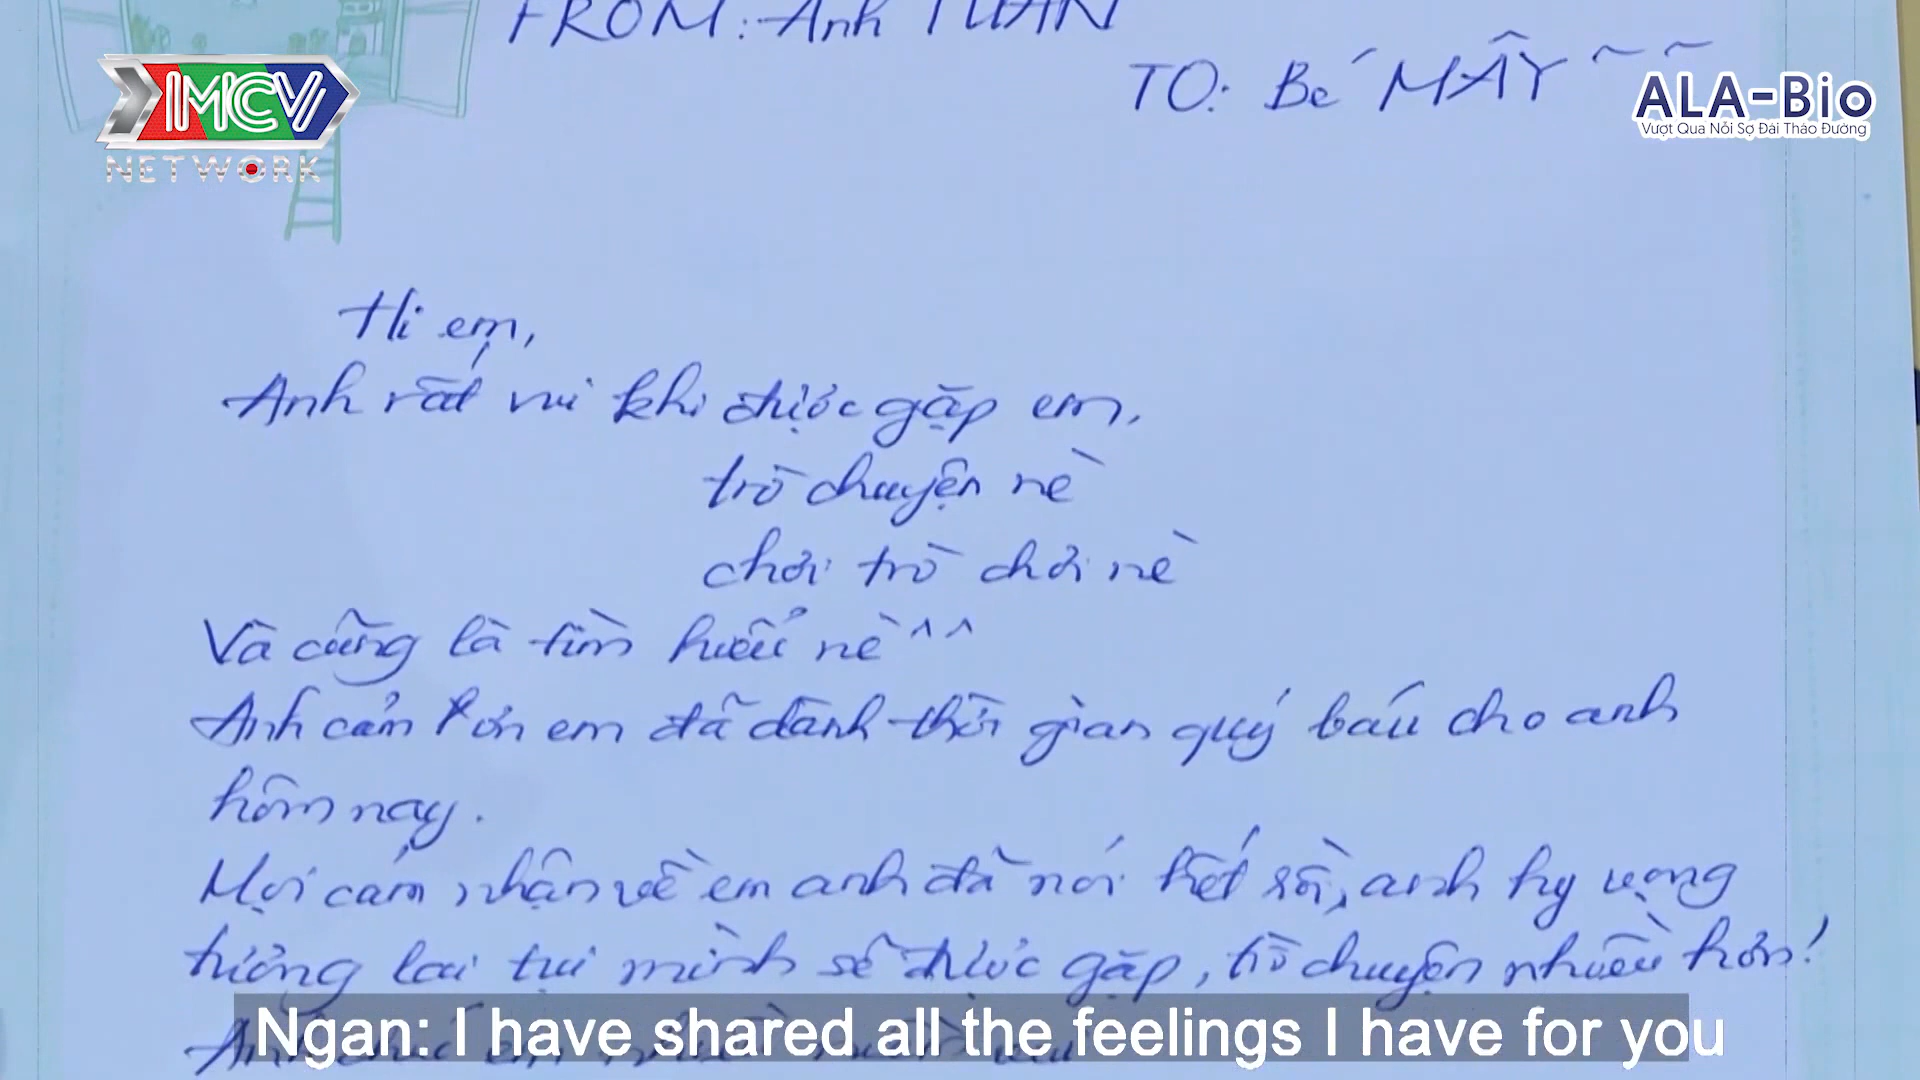 FROM: Anh TUẤN
TO: Bé MÂY ~ ~
MCV
NETWORK
ALA-Bio
Vượt Qua Nỗi Sợ Đái Tháo Đường
Hi em,
Anh rất vui khi được gặp em,
trò chuyện nè
chơi trò chơi nè
Và cũng là tìm hiểu nè ^^
Anh cảm ơn em đã dành thời gian quý báu cho anh
hôm nay.
Mọi cảm nhận về em anh đã nói hết rồi, anh hy vọng
tương lai tụi mình sẽ được gặp, trò chuyện nhiều hơn!
Ngan: I have shared all the feelings I have for you